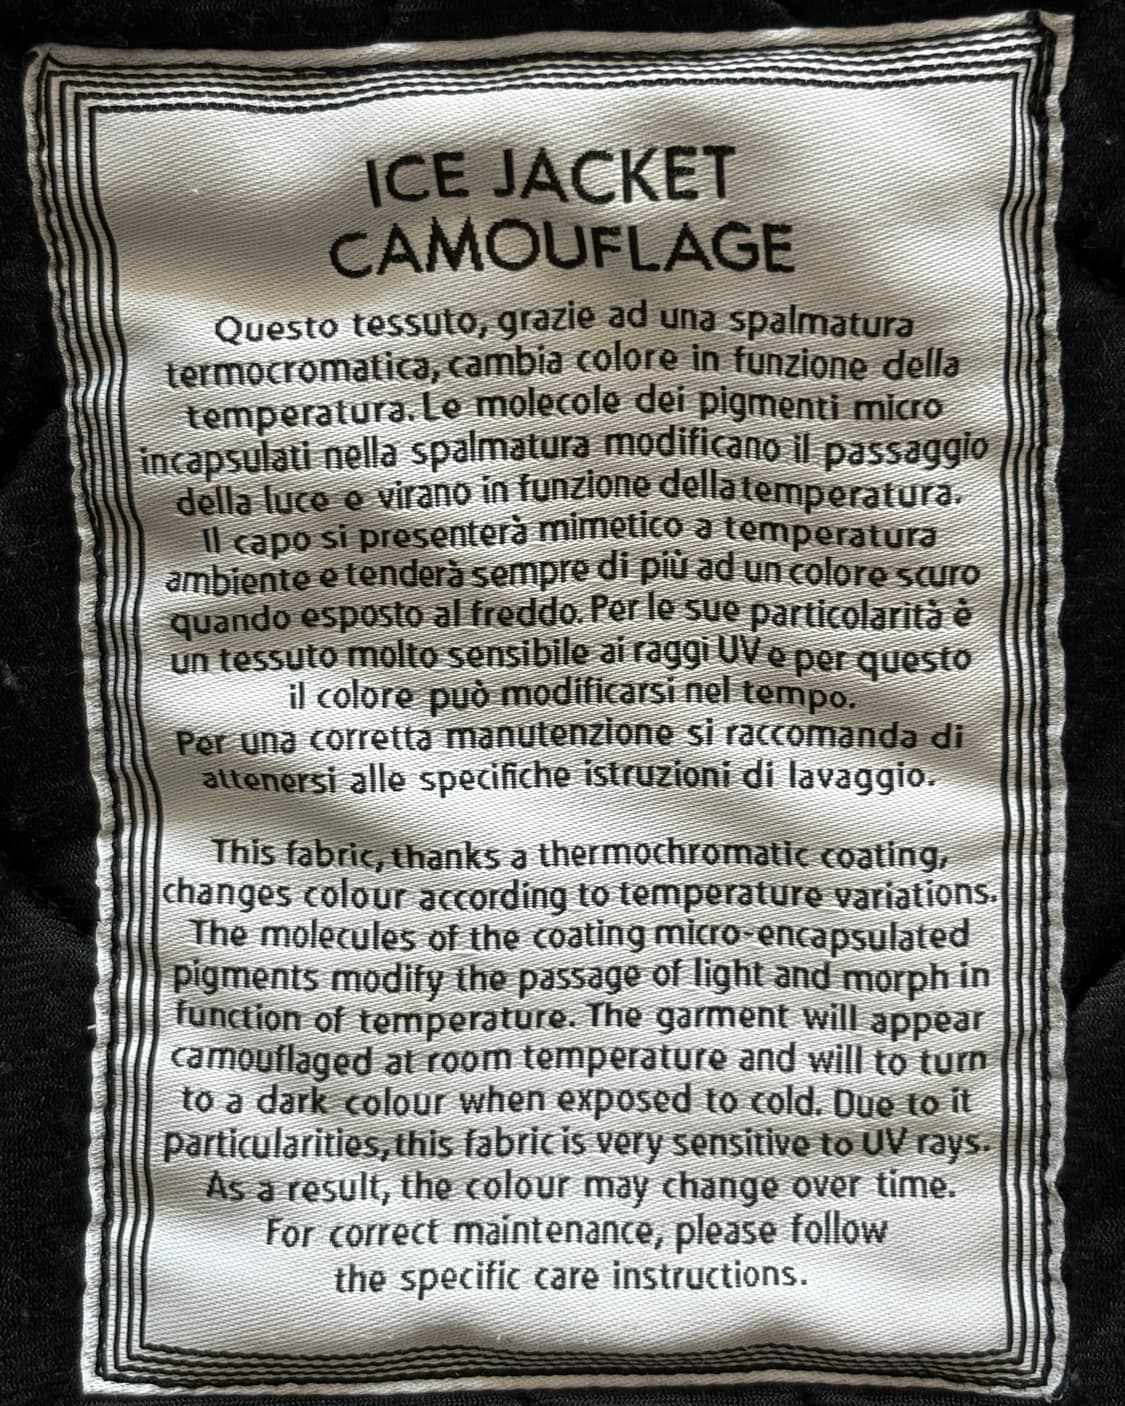 ICE JACKET
CAMOUFLAGE
Questo tessuto, grazie ad una spalmatura
termocromatica, cambia colore in funzione della
temperatura. Le molecole dei pigmenti micro
incapsulati nella spalmatura modificano il passaggio
della luce e virano in funzione della temperatura.
Il capo si presenterà mimetico a temperatura
ambiente e tenderà sempre di più ad un colore scuro
quando esposto al freddo. Per le sue particolarità è
un tessuto molto sensibile ai raggi UV e per questo
il colore può modificarsi nel tempo.
Per una corretta manutenzione si raccomanda di
attenersi alle specifiche istruzioni di lavaggio.
This fabric, thanks a thermochromatic coating,
changes colour according to temperature variations.
The molecules of the coating micro-encapsulated
pigments modify the passage of light and morph in
function of temperature. The garment will appear
camouflaged at room temperature and will to turn
to a dark colour when exposed to cold. Due to it
particularities, this fabric is very sensitive to UV rays.
As a result, the colour may change over time.
For correct maintenance, please follow
the specific care instructions.